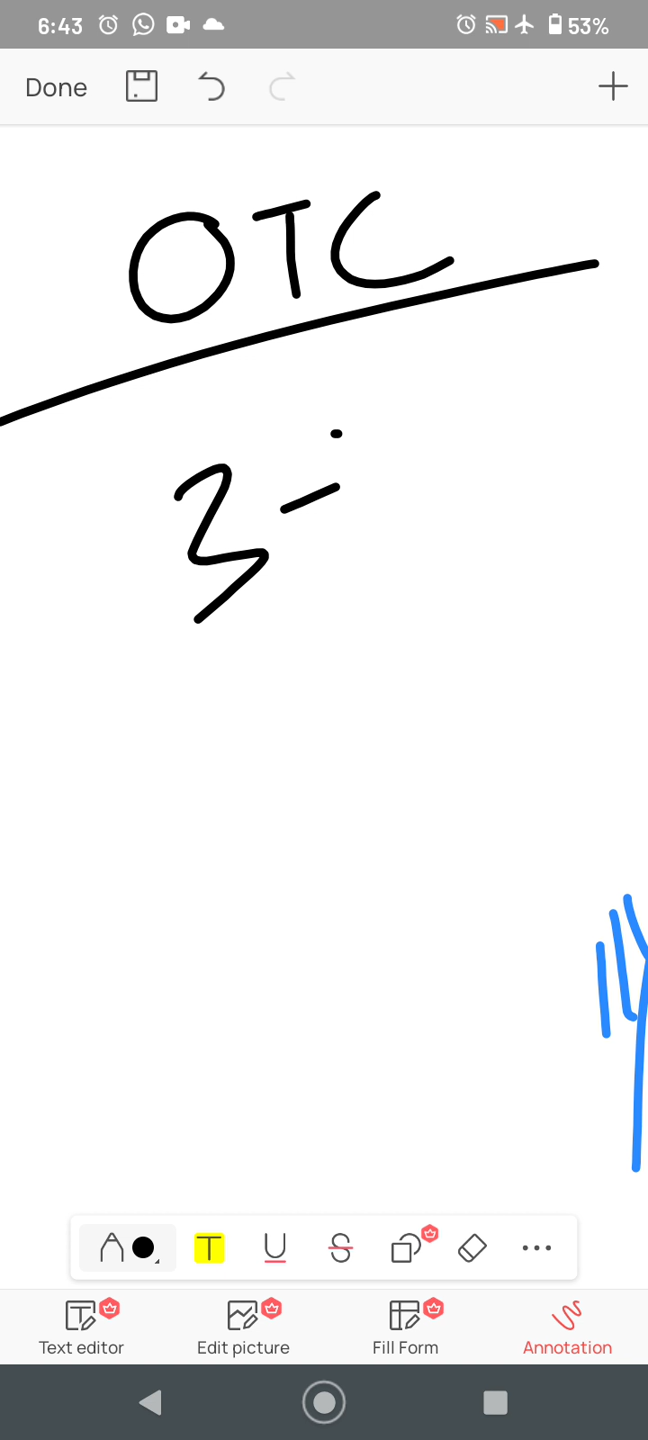 6:43 53%
Done
OTC
3-
T U S
Text editor Edit picture Fill Form Annotation